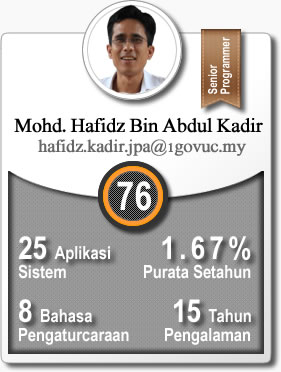 Senior
Programmer
Mohd. Hafidz Bin Abdul Kadir
hafidz.kadir.jpa@1govuc.my
76
25 Aplikasi
Sistem
1.67%
Purata Setahun
8 Bahasa
Pengaturcaraan
15 Tahun
Pengalaman